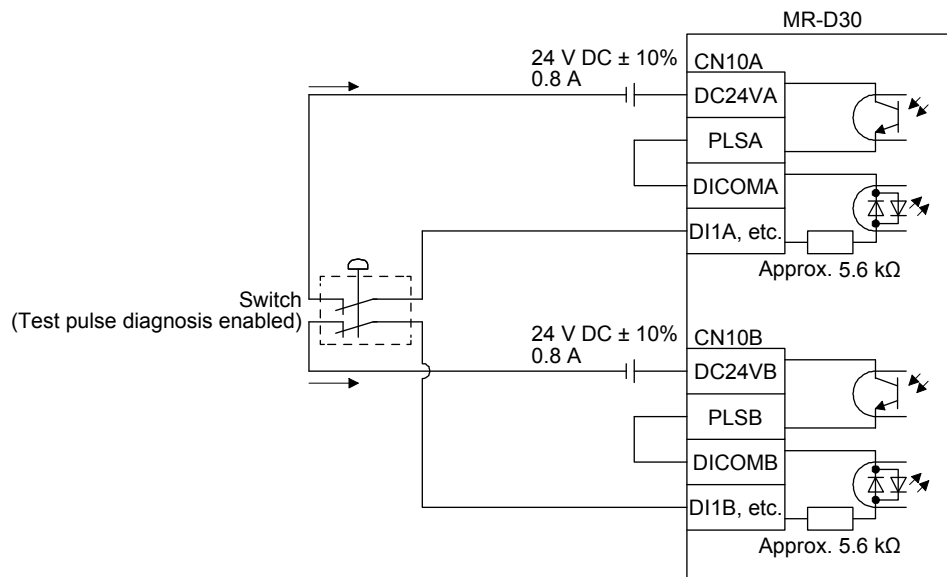 MR-D30
24 V DC ± 10%
0.8 A
CN10A
DC24VA
PLSA
DICOMA
DI1A, etc.
Approx. 5.6 kΩ
Switch
(Test pulse diagnosis enabled)
24 V DC ± 10%
0.8 A
CN10B
DC24VB
PLSB
DICOMB
DI1B, etc.
Approx. 5.6 kΩ